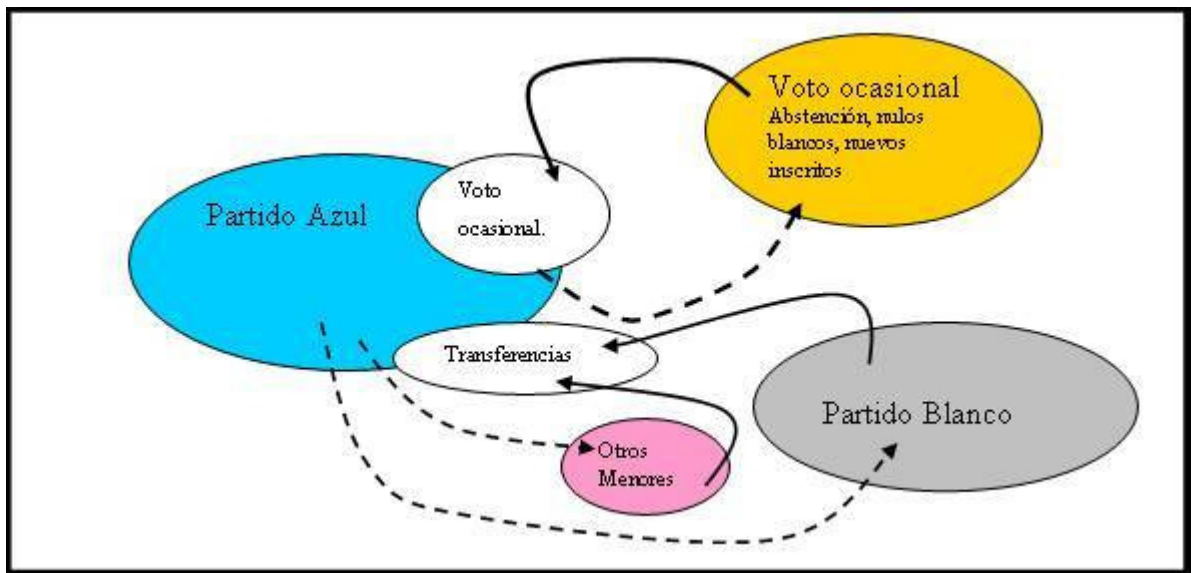 Voto ocasional
Abstención, nulos
blancos, nuevos
inscritos
Voto
ocasional.
Partido Azul
Transferencias
Partido Blanco
Otros
Menores